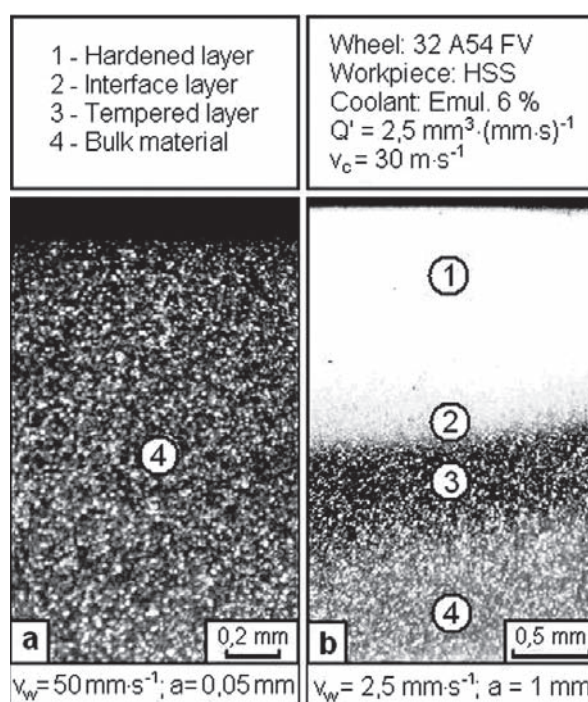 1 - Hardened layer
2 - Interface layer
3 - Tempered layer
4 - Bulk material
Wheel: 32 A54 FV
Workpiece: HSS
Coolant: Emul. 6 %
Q' = 2,5 mm³·(mm·s)⁻¹
v_c = 30 m·s⁻¹
4
a
0,2 mm
v_w = 50 mm·s⁻¹; a= 0,05 mm
1
2
3
4
b
0,5 mm
v_w = 2,5 mm·s⁻¹; a = 1 mm